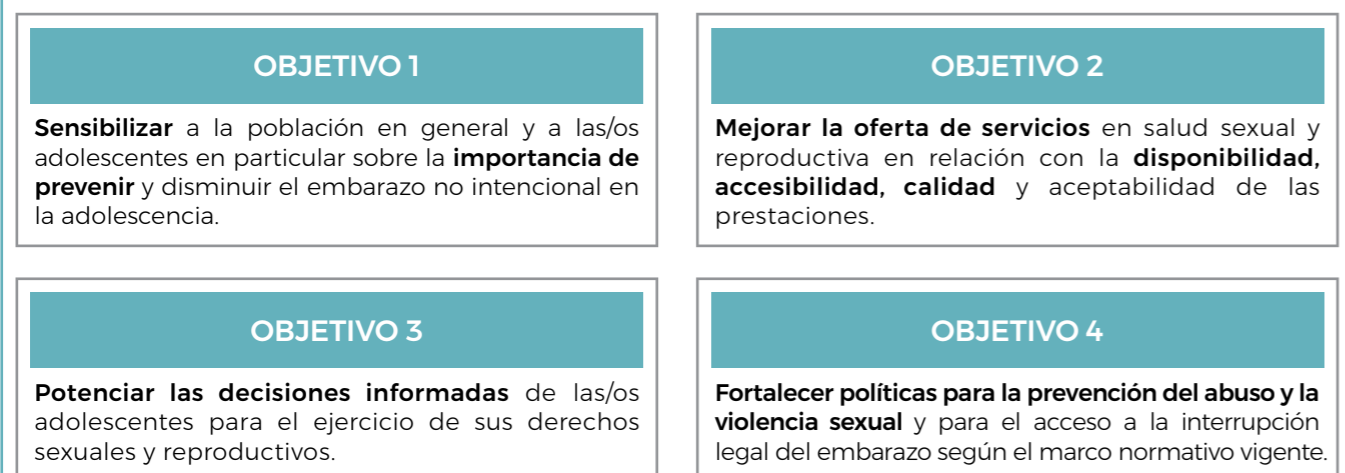 OBJETIVO 1
Sensibilizar a la población en general y a las/os
adolescentes en particular sobre la importancia de
prevenir y disminuir el embarazo no intencional en
la adolescencia.
OBJETIVO 2
Mejorar la oferta de servicios en salud sexual y
reproductiva en relación con la disponibilidad,
accesibilidad, calidad y aceptabilidad de las
prestaciones.
OBJETIVO 3
Potenciar las decisiones informadas de las/os
adolescentes para el ejercicio de sus derechos
sexuales y reproductivos.
OBJETIVO 4
Fortalecer políticas para la prevención del abuso y la
violencia sexual y para el acceso a la interrupción
legal del embarazo según el marco normativo vigente.